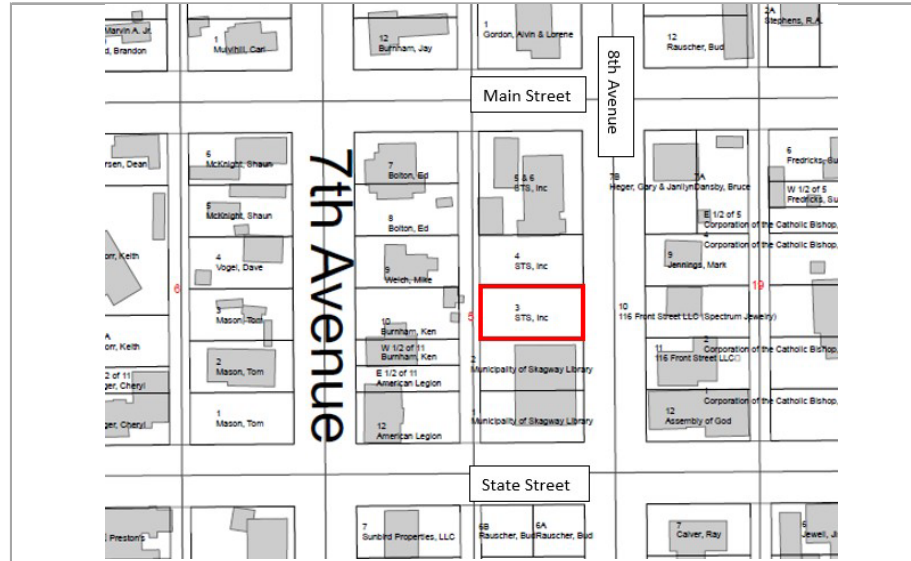 Marvin A. Jr.
d, Brandon
1
Mulvihill, Carl
12
Burnham, Jay
1
Gordon, Alvin & Lorene
12
Rauscher, Bud
2A
Stephens, R.A.
Main Street
8th Avenue
7th Avenue
rsen, Dean
5
McKnight, Shaun
5
McKnight, Shaun
4
Vogel, Dave
3
Mason, Tom
2
Mason, Tom
1
Mason, Tom
orr, Keith
6
A
orr, Keith
2 of 11
er, Cheryl
ger, Cheryl
7
Bolton, Ed
8
Bolton, Ed
9
Welch, Mike
10
Burnham, Ken
W 1/2 of 11
Burnham, Ken
E 1/2 of 11
American Legion
12
American Legion
5 & 6
STS, Inc
4
STS, Inc
3
STS, Inc
5
2
Municipality of Skagway Library
1
Municipality of Skagway Library
7B
Heger, Gary & Janilyn
7A
Dansby, Bruce
9
Jennings, Mark
10
116 Front Street LLC (Spectrum Jewelry)
11
116 Front Street LLC
12
Assembly of God
19
6
Fredricks, Su
W 1/2 of 5
Fredricks, Su
E 1/2 of 5
Corporation of the Catholic Bishop,
4
Corporation of the Catholic Bishop,
2
Corporation of the Catholic Bishop,
1
Corporation of the Catholic Bishop,
State Street
Preston's
7
Sunbird Properties, LLC
6B
Rauscher, Bud
6A
Rauscher, Bud
7
Calver, Ray
6
Jewell, Ji